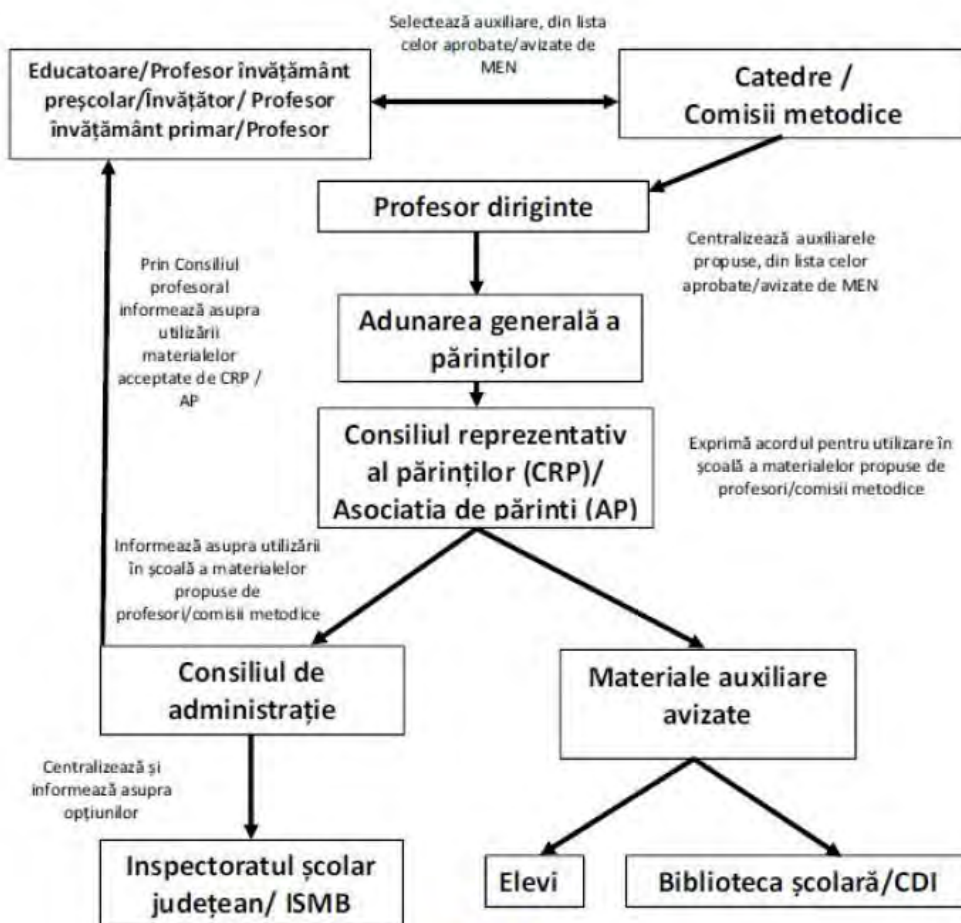 Selectează auxiliare, din lista
celor aprobate/avizate de
MEN
Educatoare/Profesor învățământ
preșcolar/Învățător/ Profesor
învățământ primar/Profesor
Catedre /
Comisii metodice
Profesor diriginte
Centralizează auxiliarele
propuse, din lista celor
aprobate/avizate de MEN
Prin Consiliul
profesoral
informează asupra
utilizării
materialelor
acceptate de CRP /
AP
Adunarea generală a
părinților
Consiliul reprezentativ
al părinților (CRP)/
Asociatia de părinti (AP)
Exprimă acordul pentru utilizare în
școală a materialelor propuse de
profesori/comisii metodice
Informează asupra utilizării
în școală a materialelor
propuse de
profesori/comisii metodice
Consiliul de
administrație
Materiale auxiliare
avizate
Centralizează și
informează asupra
opțiunilor
Inspectoratul școlar
județean/ ISMB
Elevi
Biblioteca școlară/CDI